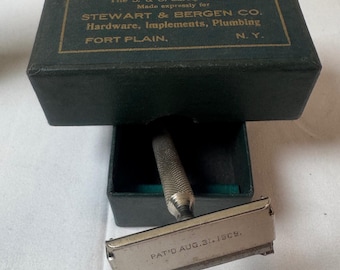 Made expressly for
STEWART & BERGEN CO.
Hardware, Implements, Plumbing
FORT PLAIN, N. Y.
PAT'D. AUG. 31, 1909.